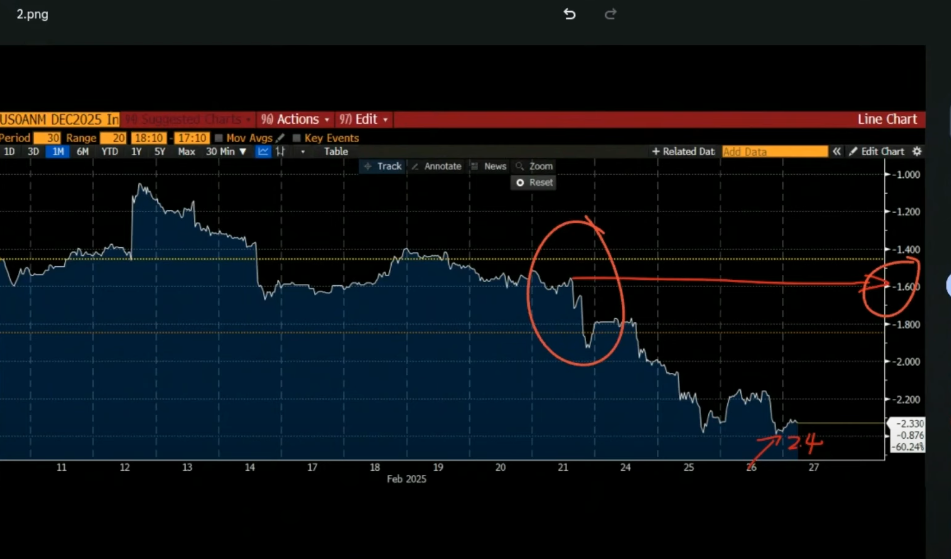 2.png
US0ANM DEC2025 In 96) Suggested Charts 96) Actions 97) Edit Line Chart
Period 30 Range 20 18:10 - 17:10 Mov Avgs Key Events
1D 3D 1M 6M YTD 1Y 5Y Max 30 Min Table + Related Dat Add Data « Edit Chart
Track Annotate News Zoom
Reset
-1.000
-1.200
-1.400
-1.600
-1.800
-2.000
-2.200
-2.330
-0.876
-60.24%
2.4
11 12 13 14 17 18 19 20 21 24 25 26 27
Feb 2025